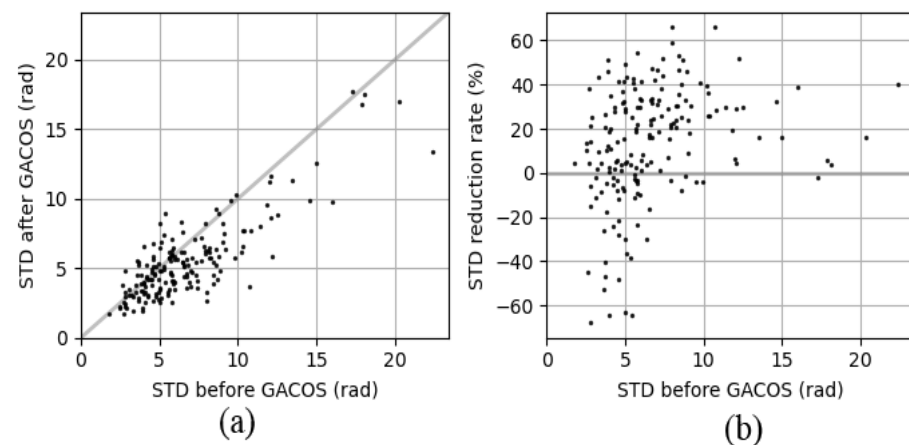 STD after GACOS (rad)
20
15
10
5
0
0 5 10 15 20
STD before GACOS (rad)
(a)
STD reduction rate (%)
60
40
20
0
−20
−40
−60
0 5 10 15 20
STD before GACOS (rad)
(b)